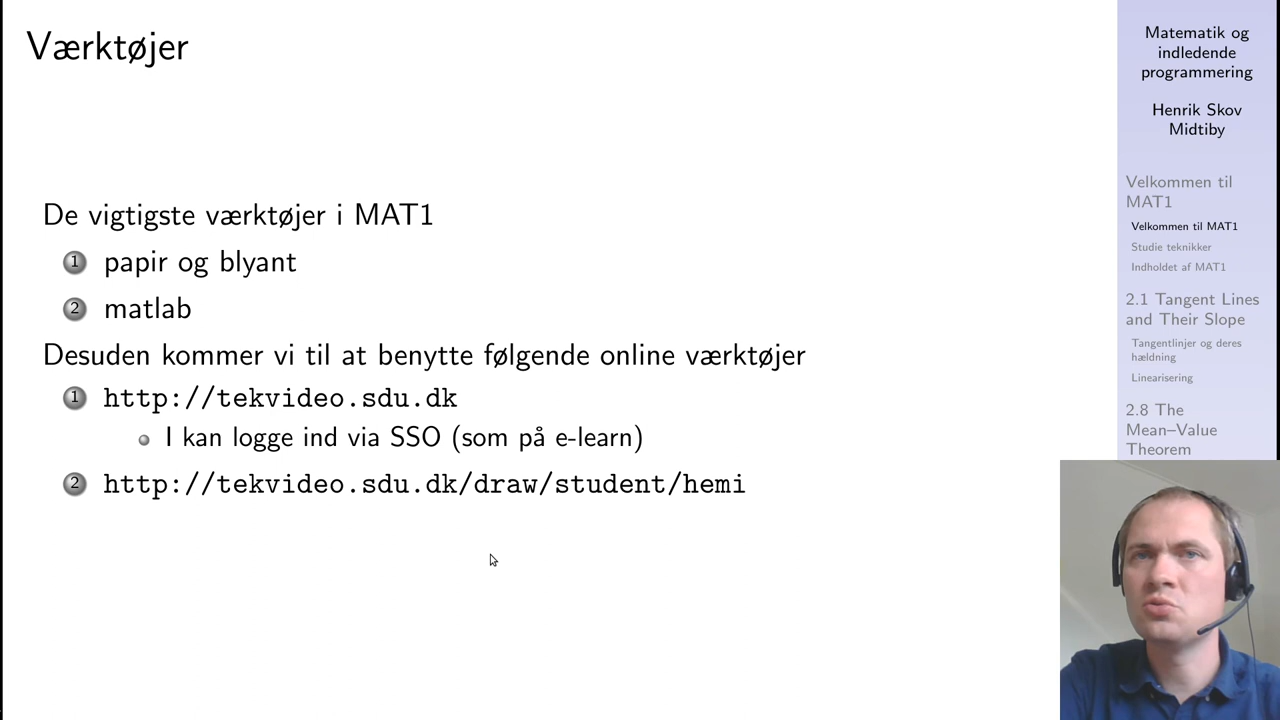 Værktøjer
De vigtigste værktøjer i MAT1
1 papir og blyant
2 matlab
Desuden kommer vi til at benytte følgende online værktøjer
1 http://tekvideo.sdu.dk
I kan logge ind via SSO (som på e-learn)
2 http://tekvideo.sdu.dk/draw/student/hemi
Matematik og
indledende
programmering
Henrik Skov
Midtiby
Velkommen til
MAT1
Velkommen til MAT1
Studie teknikker
Indholdet af MAT1
2.1 Tangent Lines
and Their Slope
Tangentlinjer og deres
hældning
Linearisering
2.8 The
Mean–Value
Theorem